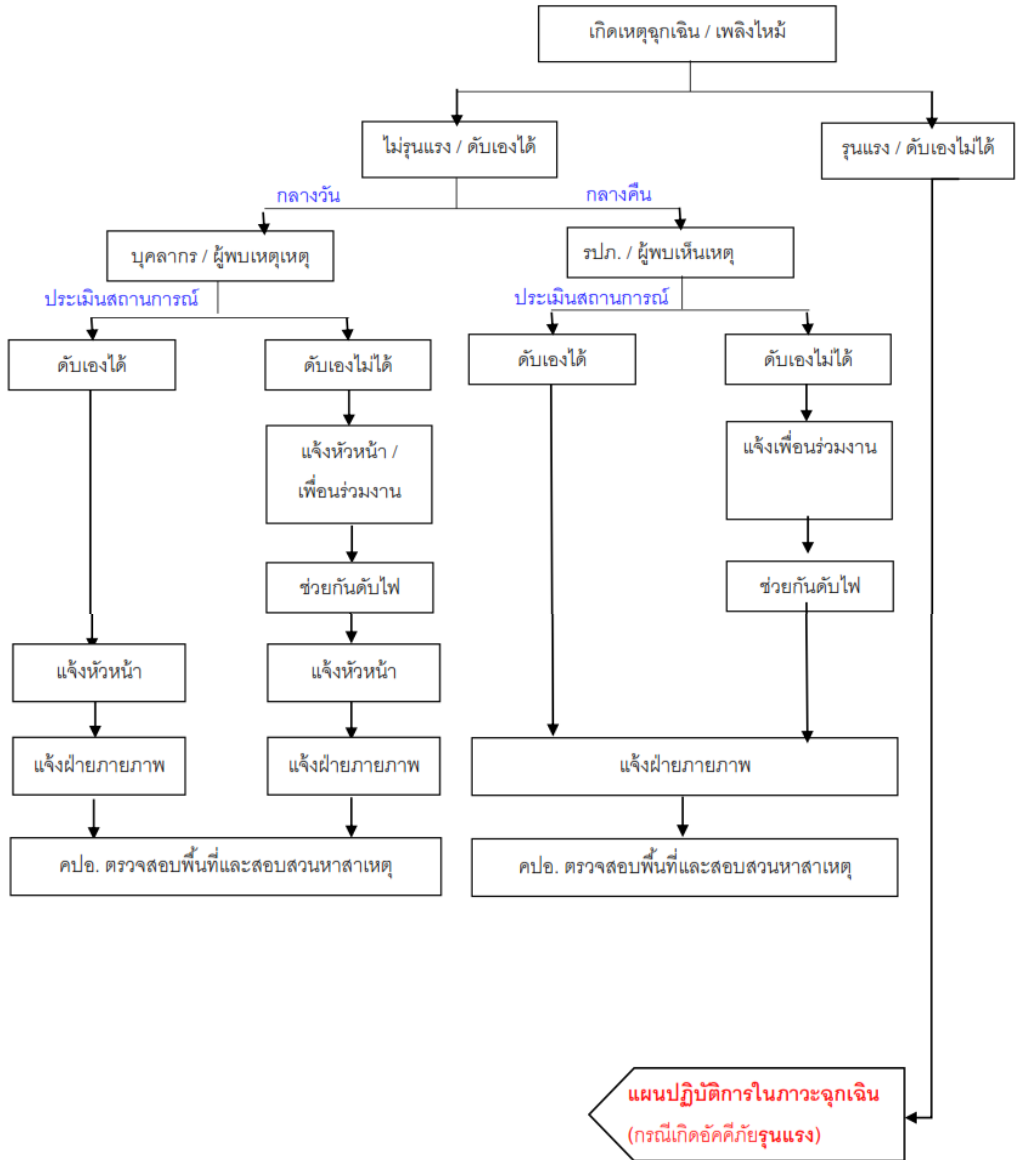 เกิดเหตุฉุกเฉิน / เพลิงไหม้
ไม่รุนแรง / ดับเองได้
รุนแรง / ดับเองไม่ได้
กลางวัน
กลางคืน
บุคลากร / ผู้พบเหตุเหตุ
รปภ. / ผู้พบเห็นเหตุ
ประเมินสถานการณ์
ประเมินสถานการณ์
ดับเองได้
ดับเองไม่ได้
ดับเองได้
ดับเองไม่ได้
แจ้งหัวหน้า /
เพื่อนร่วมงาน
แจ้งเพื่อนร่วมงาน
ช่วยกันดับไฟ
ช่วยกันดับไฟ
แจ้งหัวหน้า
แจ้งหัวหน้า
แจ้งฝ่ายภายภาพ
แจ้งฝ่ายภายภาพ
แจ้งฝ่ายภายภาพ
คปอ. ตรวจสอบพื้นที่และสอบสวนหาสาเหตุ
คปอ. ตรวจสอบพื้นที่และสอบสวนหาสาเหตุ
แผนปฏิบัติการในภาวะฉุกเฉิน
(กรณีเกิดอัคคีภัยรุนแรง)